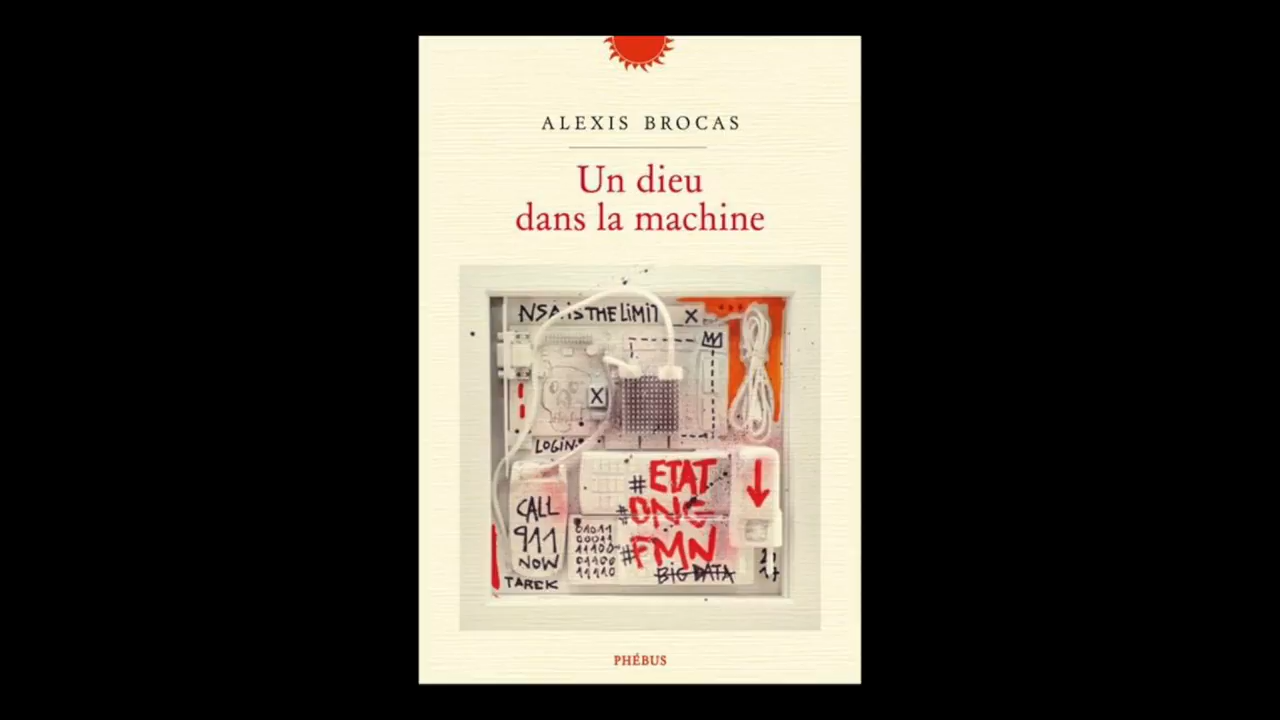 ALEXIS BROCAS
Un dieu
dans la machine
NSA IS THE LIMIT
X
X
LOGIN
#ETAT
#ONG
#FMN
BIG DATA
CALL
911
NOW
TAREK
01011
00011
11100
01100
11110
PHÉBUS